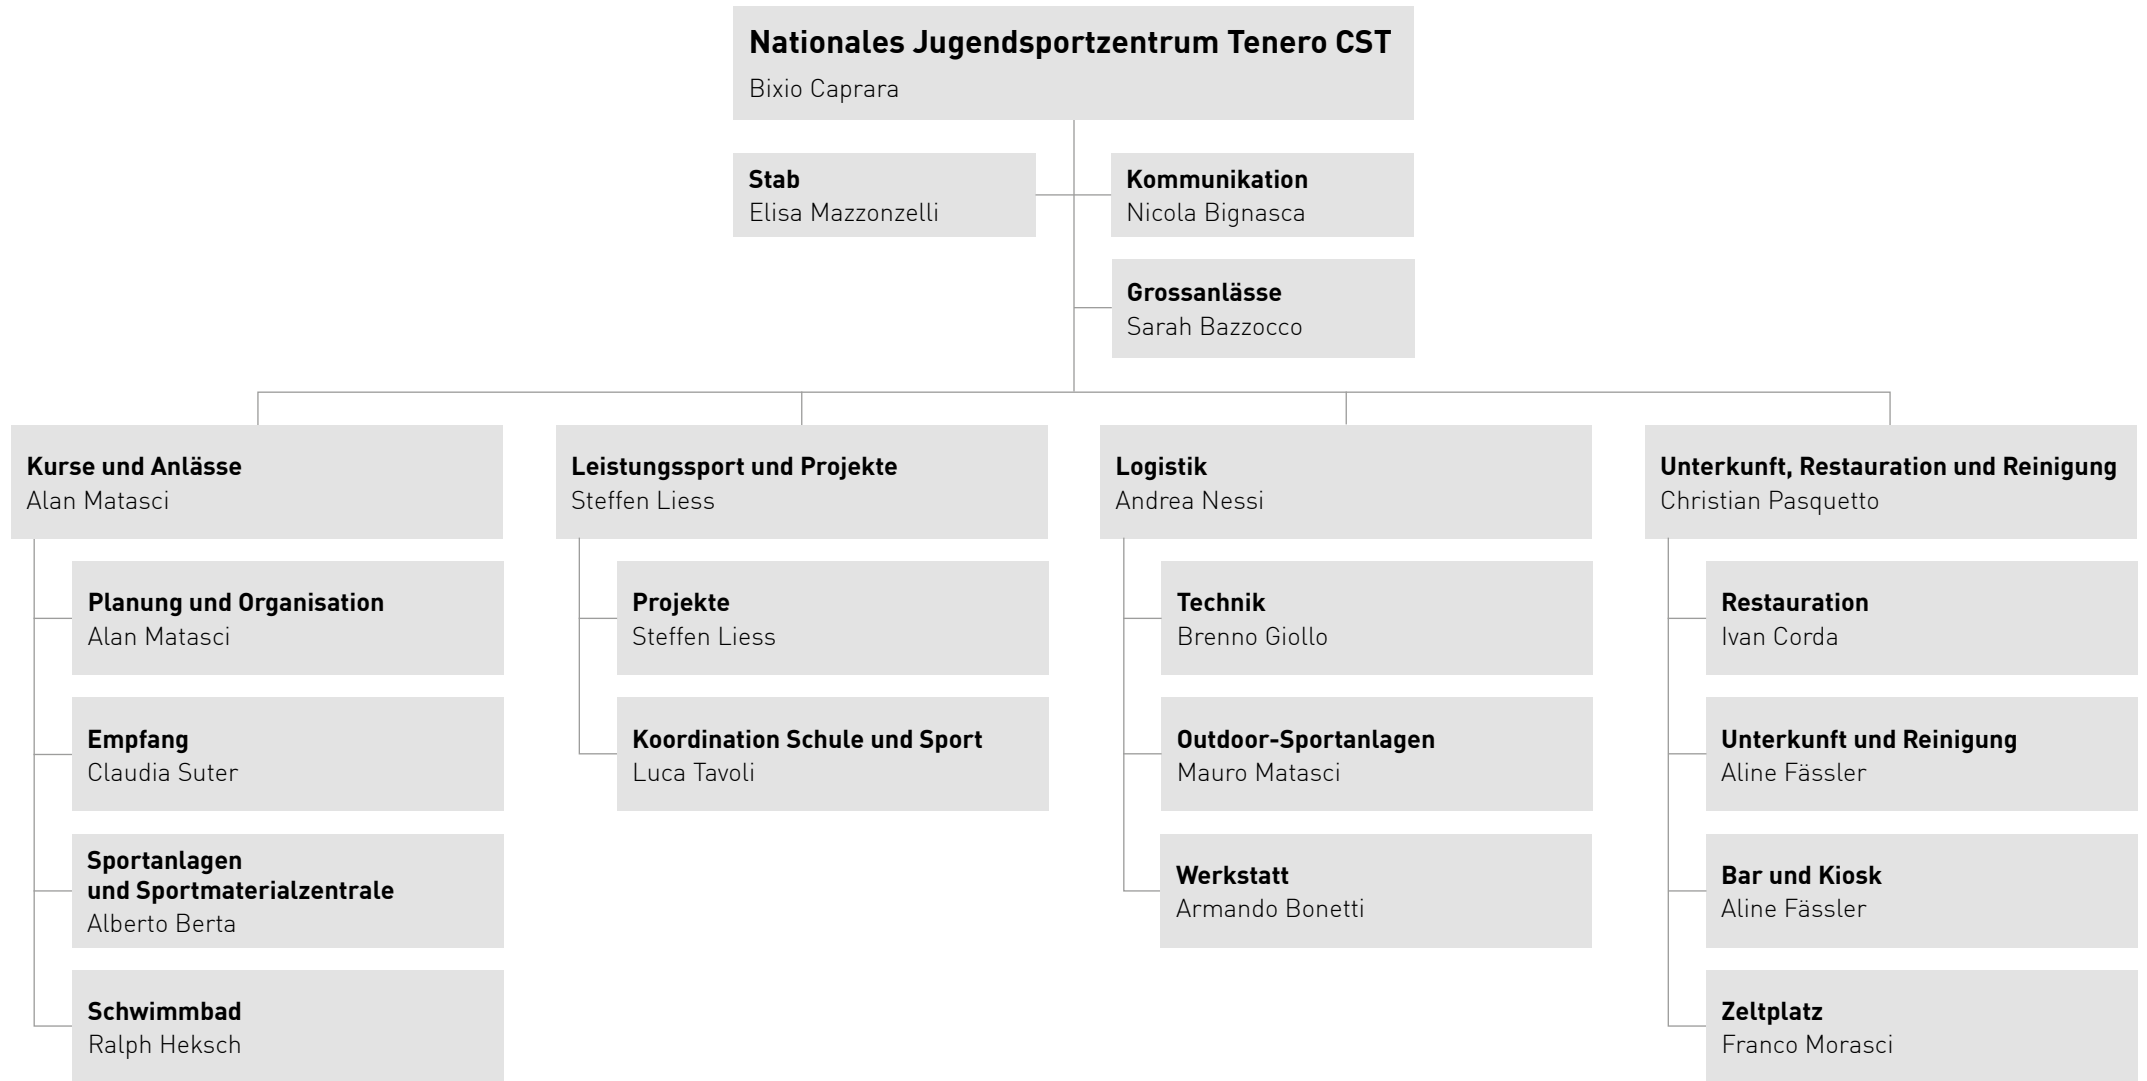 Nationales Jugendsportzentrum Tenero CST
Bixio Caprara
Stab
Elisa Mazzonzelli
Kommunikation
Nicola Bignasca
Grossanlässe
Sarah Bazzocco
Kurse und Anlässe
Alan Matasci
Planung und Organisation
Alan Matasci
Empfang
Claudia Suter
Sportanlagen
und Sportmaterialzentrale
Alberto Berta
Schwimmbad
Ralph Heksch
Leistungssport und Projekte
Steffen Liess
Projekte
Steffen Liess
Koordination Schule und Sport
Luca Tavoli
Logistik
Andrea Nessi
Technik
Brenno Giollo
Outdoor-Sportanlagen
Mauro Matasci
Werkstatt
Armando Bonetti
Unterkunft, Restauration und Reinigung
Christian Pasquetto
Restauration
Ivan Corda
Unterkunft und Reinigung
Aline Fässler
Bar und Kiosk
Aline Fässler
Zeltplatz
Franco Morasci